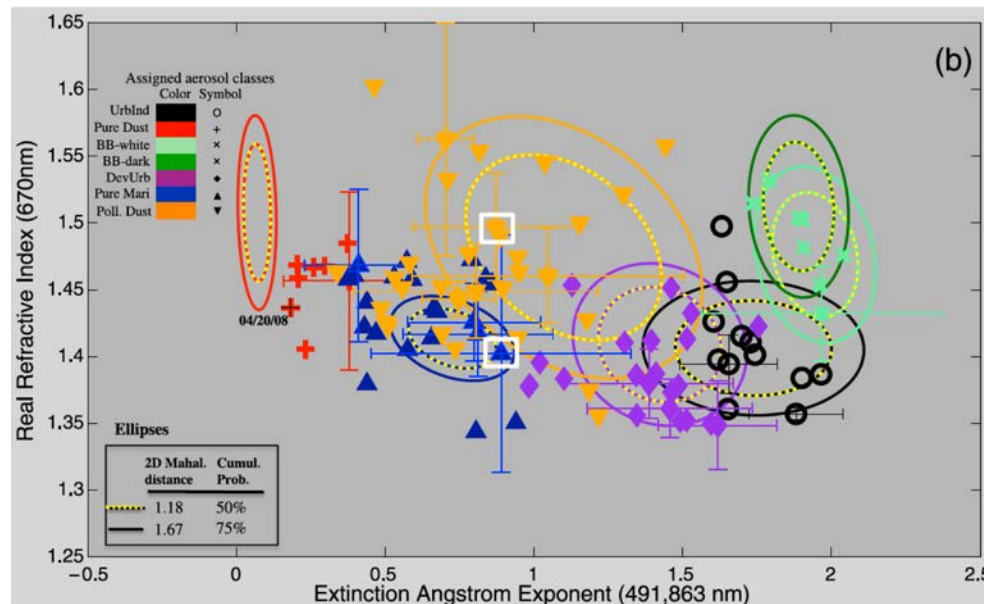 (b)
Real Refractive Index (670nm)
1.65
1.6
1.55
1.5
1.45
1.4
1.35
1.3
1.25
Assigned aerosol classes
Color Symbol
UrbInd
Pure Dust
BB-white
BB-dark
DevUrb
Pure Mari
Poll. Dust
04/20/08
Ellipses
2D Mahal. Cumul.
distance Prob.
1.18 50%
1.67 75%
−0.5 0 0.5 1 1.5 2 2.5
Extinction Angstrom Exponent (491,863 nm)